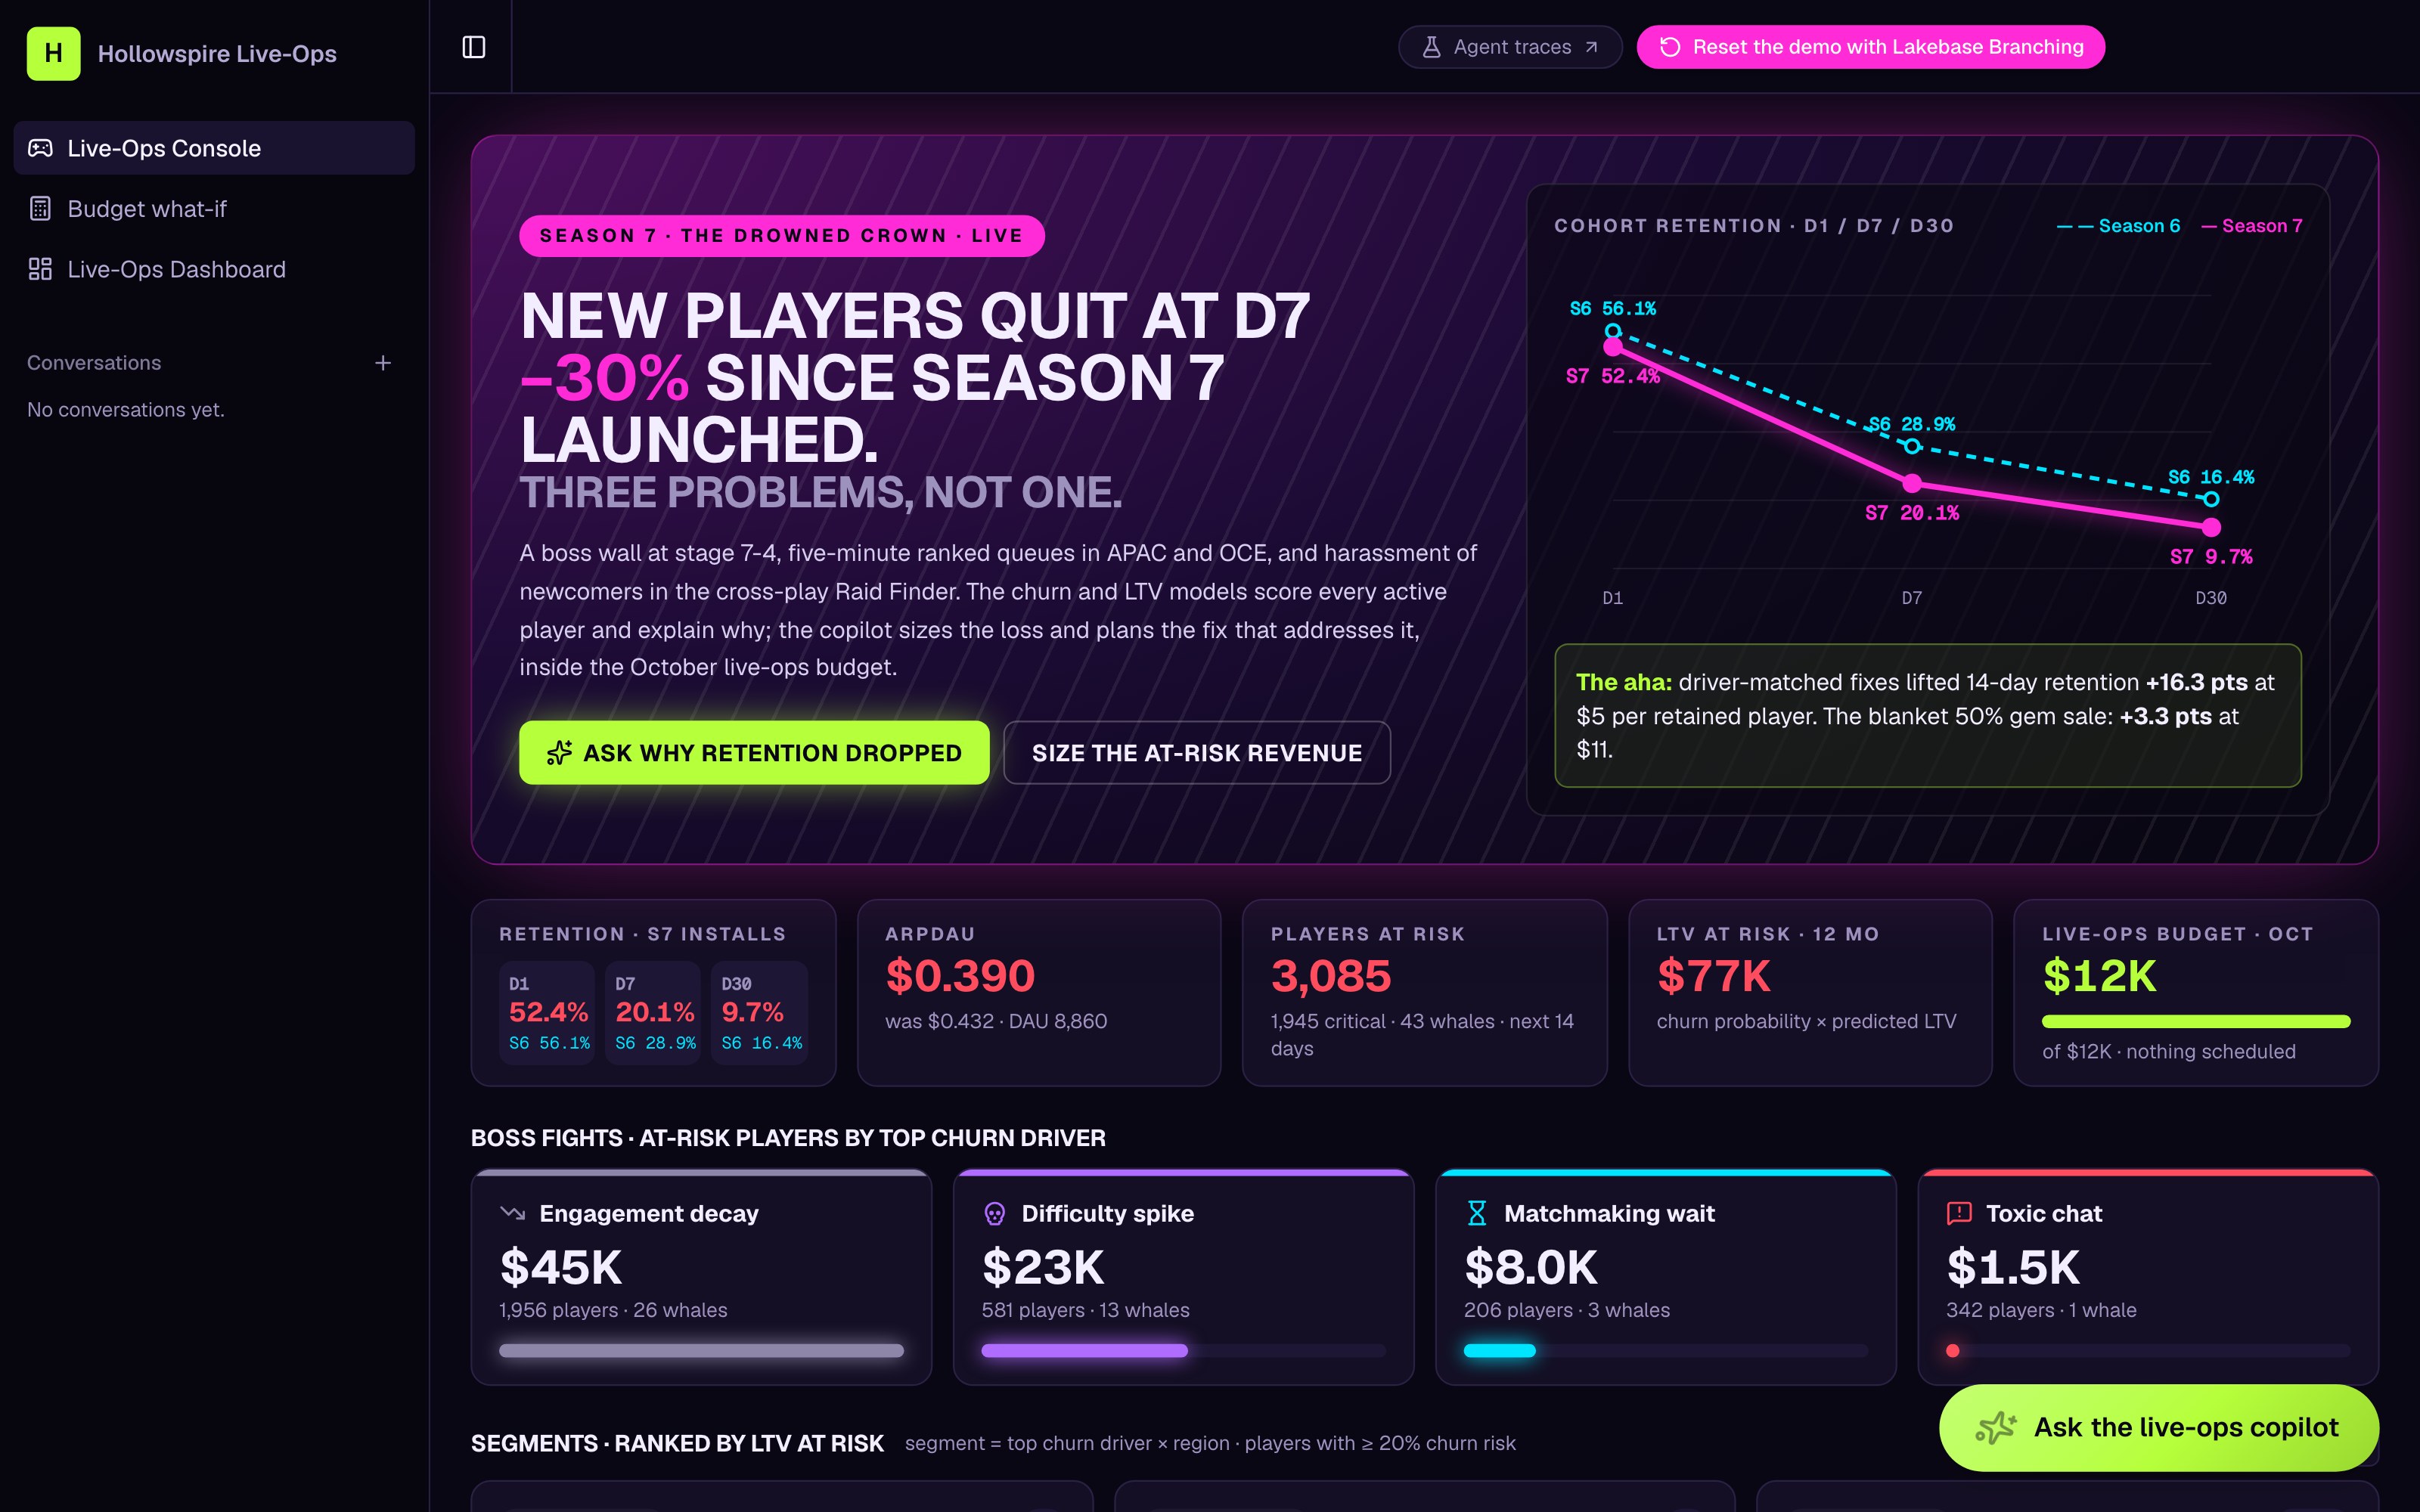 H Hollowspire Live-Ops
Live-Ops Console
Budget what-if
Live-Ops Dashboard
Conversations +
No conversations yet.
Agent traces
Reset the demo with Lakebase Branching
SEASON 7 · THE DROWNED CROWN · LIVE
NEW PLAYERS QUIT AT D7
–30% SINCE SEASON 7
LAUNCHED.
THREE PROBLEMS, NOT ONE.
A boss wall at stage 7-4, five-minute ranked queues in APAC and OCE, and harassment of
newcomers in the cross-play Raid Finder. The churn and LTV models score every active
player and explain why; the copilot sizes the loss and plans the fix that addresses it,
inside the October live-ops budget.
ASK WHY RETENTION DROPPED
SIZE THE AT-RISK REVENUE
COHORT RETENTION · D1 / D7 / D30
— — Season 6 — Season 7
S6 56.1%
S7 52.4%
S6 28.9%
S7 20.1%
S6 16.4%
S7 9.7%
D1 D7 D30
The aha: driver-matched fixes lifted 14-day retention +16.3 pts at
$5 per retained player. The blanket 50% gem sale: +3.3 pts at
$11.
RETENTION · S7 INSTALLS
D1 D7 D30
52.4% 20.1% 9.7%
S6 56.1% S6 28.9% S6 16.4%
ARPDAU
$0.390
was $0.432 · DAU 8,860
PLAYERS AT RISK
3,085
1,945 critical · 43 whales · next 14
days
LTV AT RISK · 12 MO
$77K
churn probability × predicted LTV
LIVE-OPS BUDGET · OCT
$12K
of $12K · nothing scheduled
BOSS FIGHTS · AT-RISK PLAYERS BY TOP CHURN DRIVER
Engagement decay
$45K
1,956 players · 26 whales
Difficulty spike
$23K
581 players · 13 whales
Matchmaking wait
$8.0K
206 players · 3 whales
Toxic chat
$1.5K
342 players · 1 whale
SEGMENTS · RANKED BY LTV AT RISK segment = top churn driver × region · players with ≥ 20% churn risk
Ask the live-ops copilot